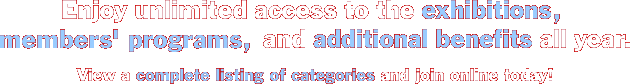 Enjoy unlimited access to the exhibitions,
members' programs, and additional benefits all year.
View a complete listing of categories and join online today!